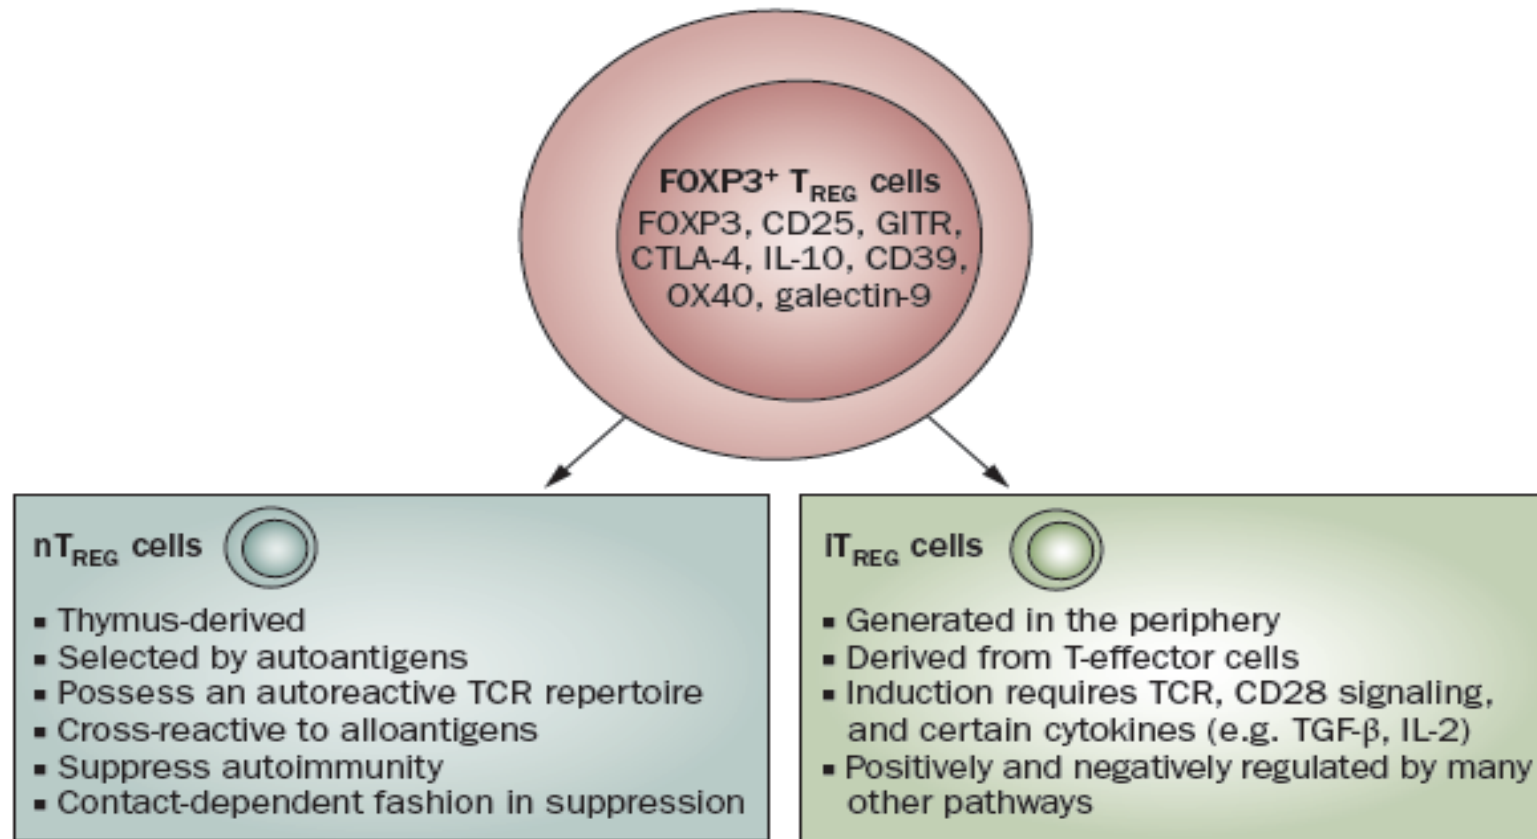 FOXP3⁺ T_REG cells
FOXP3, CD25, GITR,
CTLA-4, IL-10, CD39,
OX40, galectin-9
nT_REG cells
▪ Thymus-derived
▪ Selected by autoantigens
▪ Possess an autoreactive TCR repertoire
▪ Cross-reactive to alloantigens
▪ Suppress autoimmunity
▪ Contact-dependent fashion in suppression
iT_REG cells
▪ Generated in the periphery
▪ Derived from T-effector cells
▪ Induction requires TCR, CD28 signaling,
and certain cytokines (e.g. TGF-β, IL-2)
▪ Positively and negatively regulated by many
other pathways